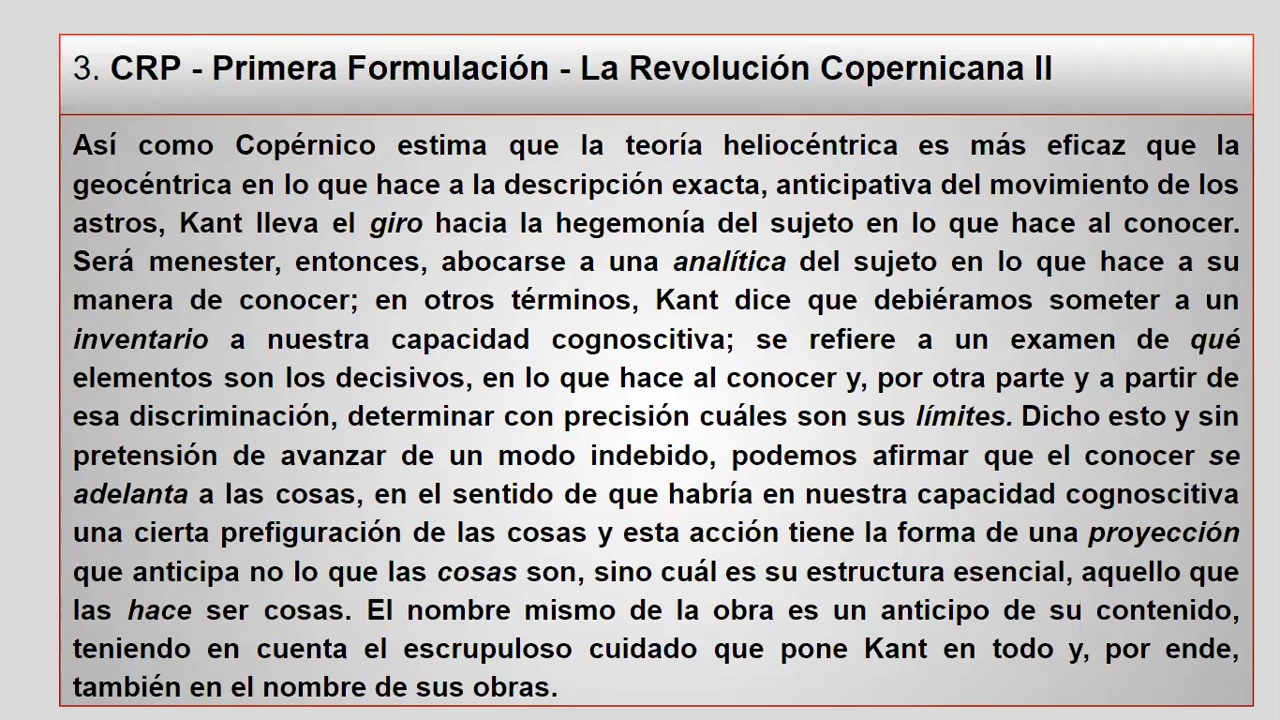 3. CRP - Primera Formulación - La Revolución Copernicana II
Así como Copérnico estima que la teoría heliocéntrica es más eficaz que la
geocéntrica en lo que hace a la descripción exacta, anticipativa del movimiento de los
astros, Kant lleva el giro hacia la hegemonía del sujeto en lo que hace al conocer.
Será menester, entonces, abocarse a una analítica del sujeto en lo que hace a su
manera de conocer; en otros términos, Kant dice que debiéramos someter a un
inventario a nuestra capacidad cognoscitiva; se refiere a un examen de qué
elementos son los decisivos, en lo que hace al conocer y, por otra parte y a partir de
esa discriminación, determinar con precisión cuáles son sus límites. Dicho esto y sin
pretensión de avanzar de un modo indebido, podemos afirmar que el conocer se
adelanta a las cosas, en el sentido de que habría en nuestra capacidad cognoscitiva
una cierta prefiguración de las cosas y esta acción tiene la forma de una proyección
que anticipa no lo que las cosas son, sino cuál es su estructura esencial, aquello que
las hace ser cosas. El nombre mismo de la obra es un anticipo de su contenido,
teniendo en cuenta el escrupuloso cuidado que pone Kant en todo y, por ende,
también en el nombre de sus obras.